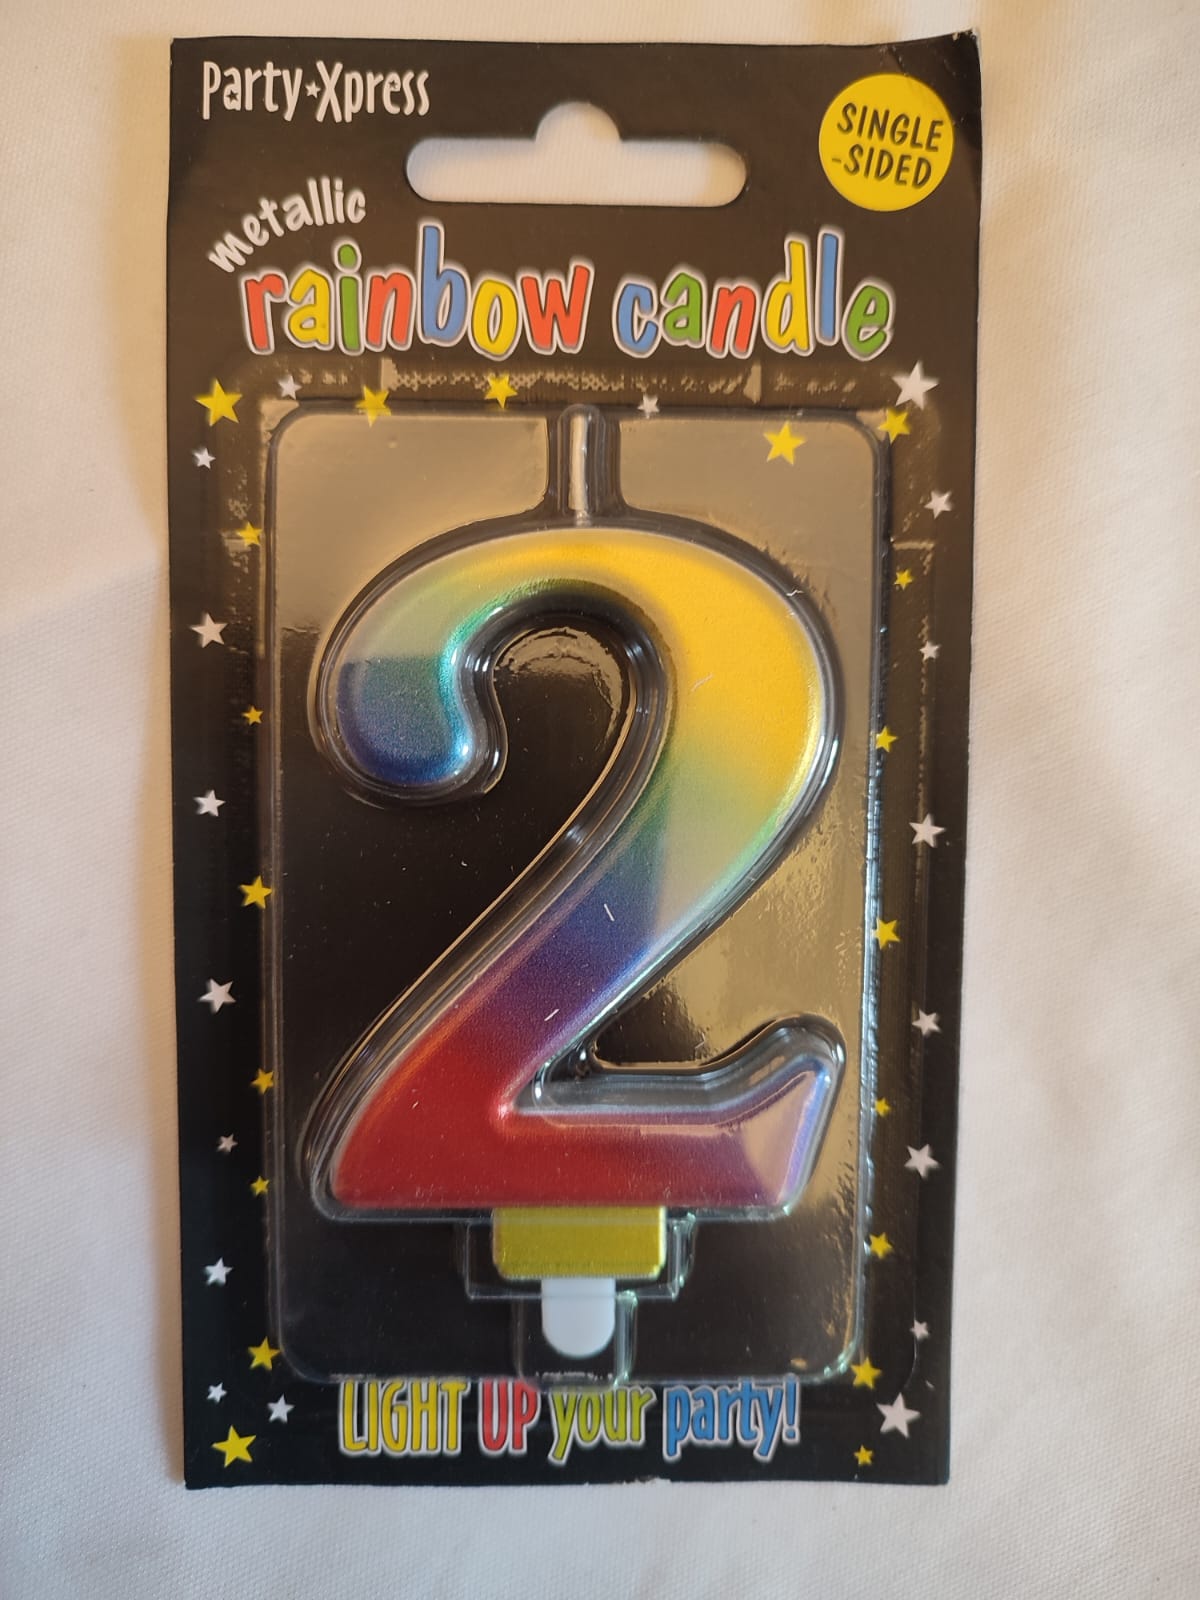 Party★Xpress
SINGLE
-SIDED
metallic
rainbow candle
2
LIGHT UP your party!